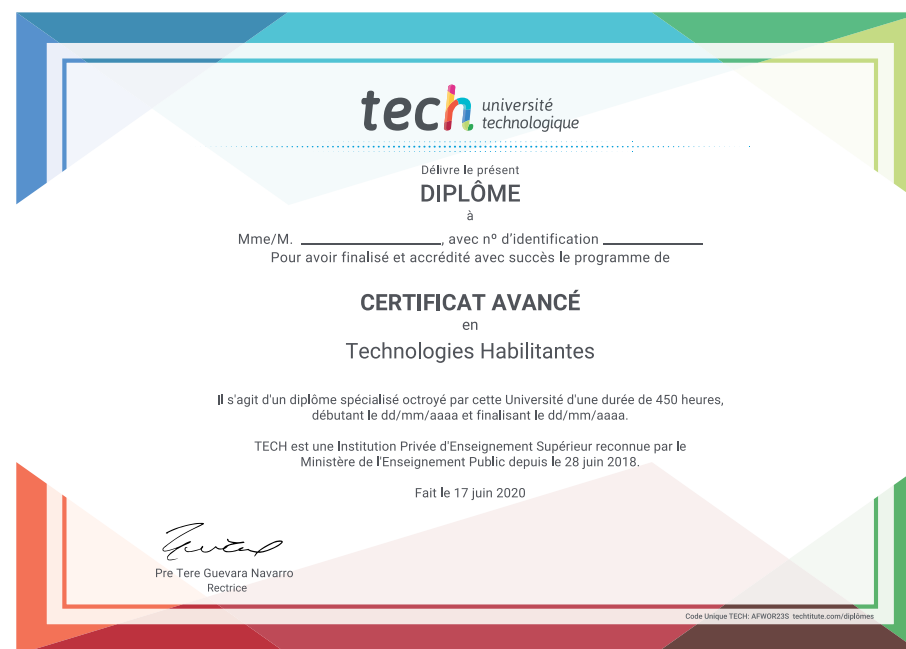 tech université
technologique
Délivre le présent
DIPLÔME
à
Mme/M. ____________________, avec nº d'identification ______________
Pour avoir finalisé et accrédité avec succès le programme de
CERTIFICAT AVANCÉ
en
Technologies Habilitantes
Il s'agit d'un diplôme spécialisé octroyé par cette Université d'une durée de 450 heures,
débutant le dd/mm/aaaa et finalisant le dd/mm/aaaa.
TECH est une Institution Privée d'Enseignement Supérieur reconnue par le
Ministère de l'Enseignement Public depuis le 28 juin 2018.
Fait le 17 juin 2020
Pre Tere Guevara Navarro
Rectrice
Code Unique TECH: AFWOR23S techtitute.com/diplômes